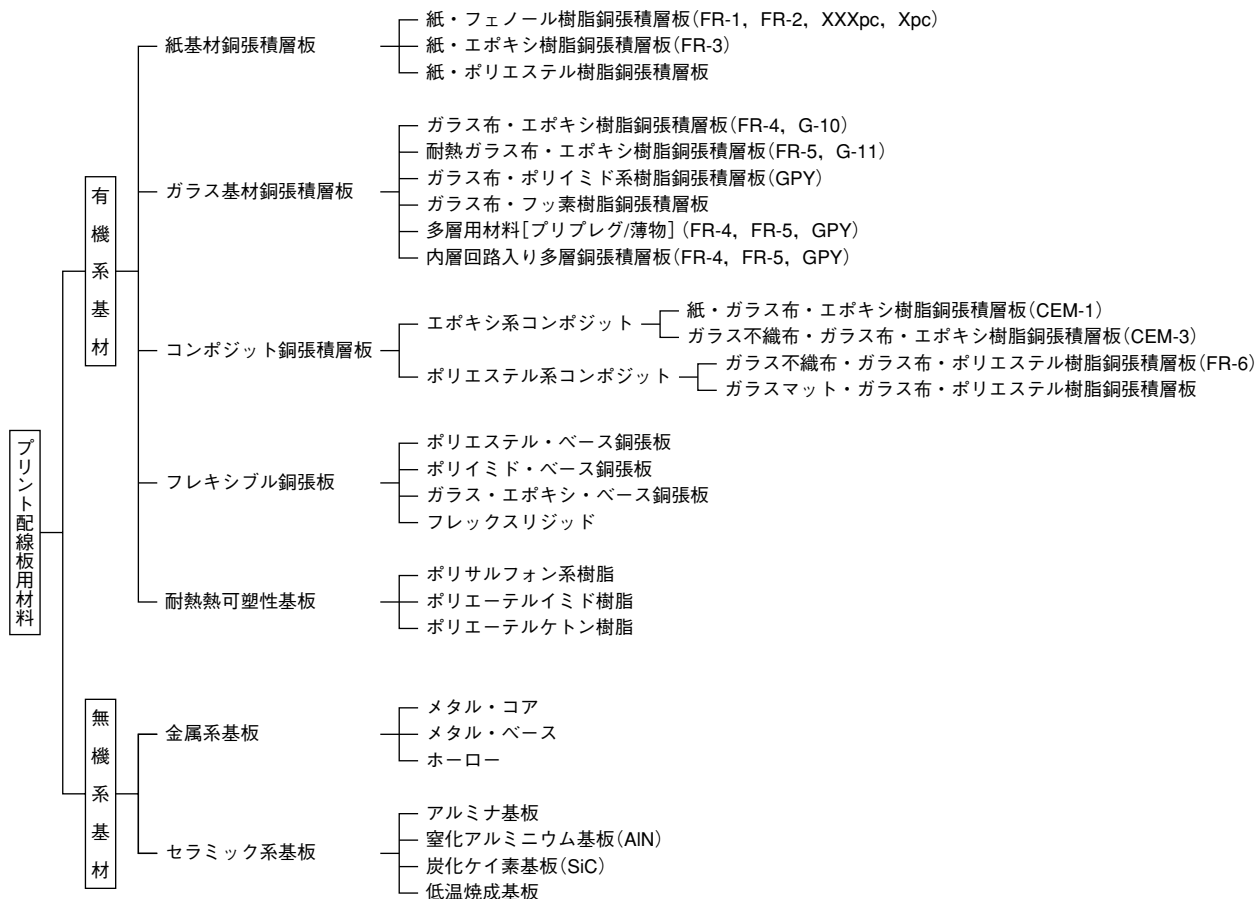 プリント配線板用材料
有機系基材
紙基材銅張積層板
紙・フェノール樹脂銅張積層板(FR-1, FR-2, XXXpc, Xpc)
紙・エポキシ樹脂銅張積層板(FR-3)
紙・ポリエステル樹脂銅張積層板
ガラス基材銅張積層板
ガラス布・エポキシ樹脂銅張積層板(FR-4, G-10)
耐熱ガラス布・エポキシ樹脂銅張積層板(FR-5, G-11)
ガラス布・ポリイミド系樹脂銅張積層板(GPY)
ガラス布・フッ素樹脂銅張積層板
多層用材料[プリプレグ/薄物] (FR-4, FR-5, GPY)
内層回路入り多層銅張積層板(FR-4, FR-5, GPY)
コンポジット銅張積層板
エポキシ系コンポジット
紙・ガラス布・エポキシ樹脂銅張積層板(CEM-1)
ガラス不織布・ガラス布・エポキシ樹脂銅張積層板(CEM-3)
ポリエステル系コンポジット
ガラス不織布・ガラス布・ポリエステル樹脂銅張積層板(FR-6)
ガラスマット・ガラス布・ポリエステル樹脂銅張積層板
フレキシブル銅張板
ポリエステル・ベース銅張板
ポリイミド・ベース銅張板
ガラス・エポキシ・ベース銅張板
フレックスリジッド
耐熱熱可塑性基板
ポリサルフォン系樹脂
ポリエーテルイミド樹脂
ポリエーテルケトン樹脂
無機系基材
金属系基板
メタル・コア
メタル・ベース
ホーロー
セラミック系基板
アルミナ基板
窒化アルミニウム基板(AlN)
炭化ケイ素基板(SiC)
低温焼成基板